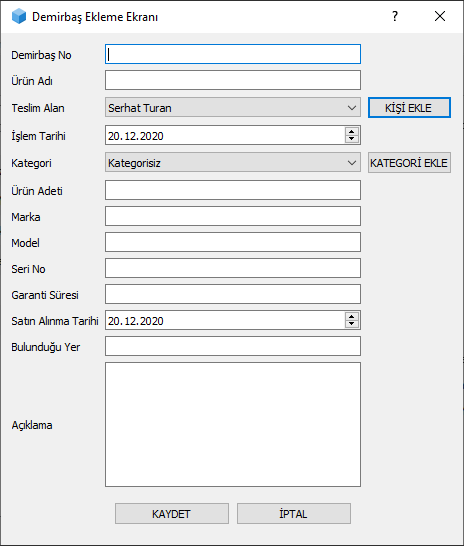 Demirbaş Ekleme Ekranı
Demirbaş No
Ürün Adı
Teslim Alan Serhat Turan KİŞİ EKLE
İşlem Tarihi 20.12.2020
Kategori Kategorisiz KATEGORİ EKLE
Ürün Adeti
Marka
Model
Seri No
Garanti Süresi
Satın Alınma Tarihi 20.12.2020
Bulunduğu Yer
Açıklama
KAYDET İPTAL